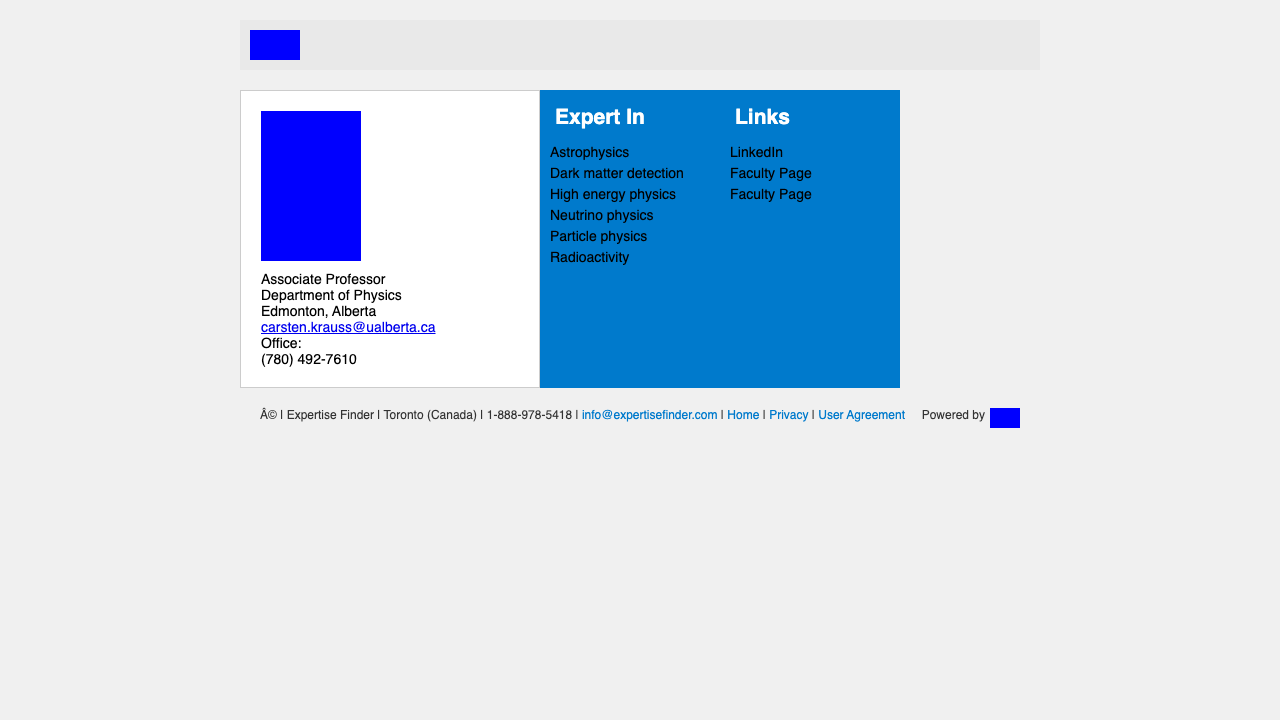 Associate Professor
Department of Physics
Edmonton, Alberta
carsten.krauss@ualberta.ca
Office:
(780) 492-7610
Expert In
Astrophysics
Dark matter detection
High energy physics
Neutrino physics
Particle physics
Radioactivity
Links
LinkedIn
Faculty Page
Faculty Page
Â© | Expertise Finder | Toronto (Canada) | 1-888-978-5418 | info@expertisefinder.com | Home | Privacy | User Agreement
Powered by